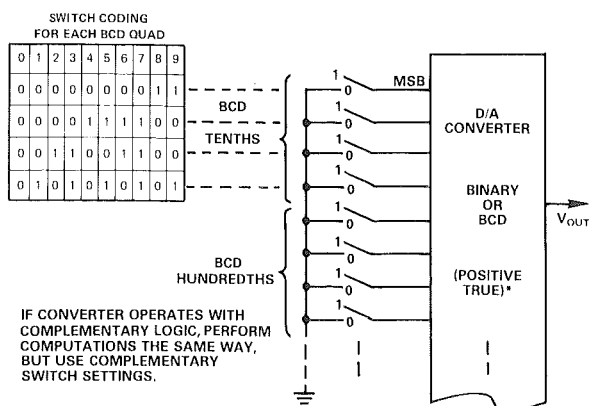 SWITCH CODING
FOR EACH BCD QUAD
0 1 2 3 4 5 6 7 8 9
0 0 0 0 0 0 0 0 1 1
0 0 0 0 1 1 1 1 0 0
0 0 1 1 0 0 1 1 0 0
0 1 0 1 0 1 0 1 0 1
BCD
TENTHS
BCD
HUNDREDTHS
1
0
1
0
1
0
1
0
1
0
1
0
1
0
1
0
MSB
D/A
CONVERTER
BINARY
OR
BCD
(POSITIVE
TRUE)*
VOUT
IF CONVERTER OPERATES WITH
COMPLEMENTARY LOGIC, PERFORM
COMPUTATIONS THE SAME WAY,
BUT USE COMPLEMENTARY
SWITCH SETTINGS.